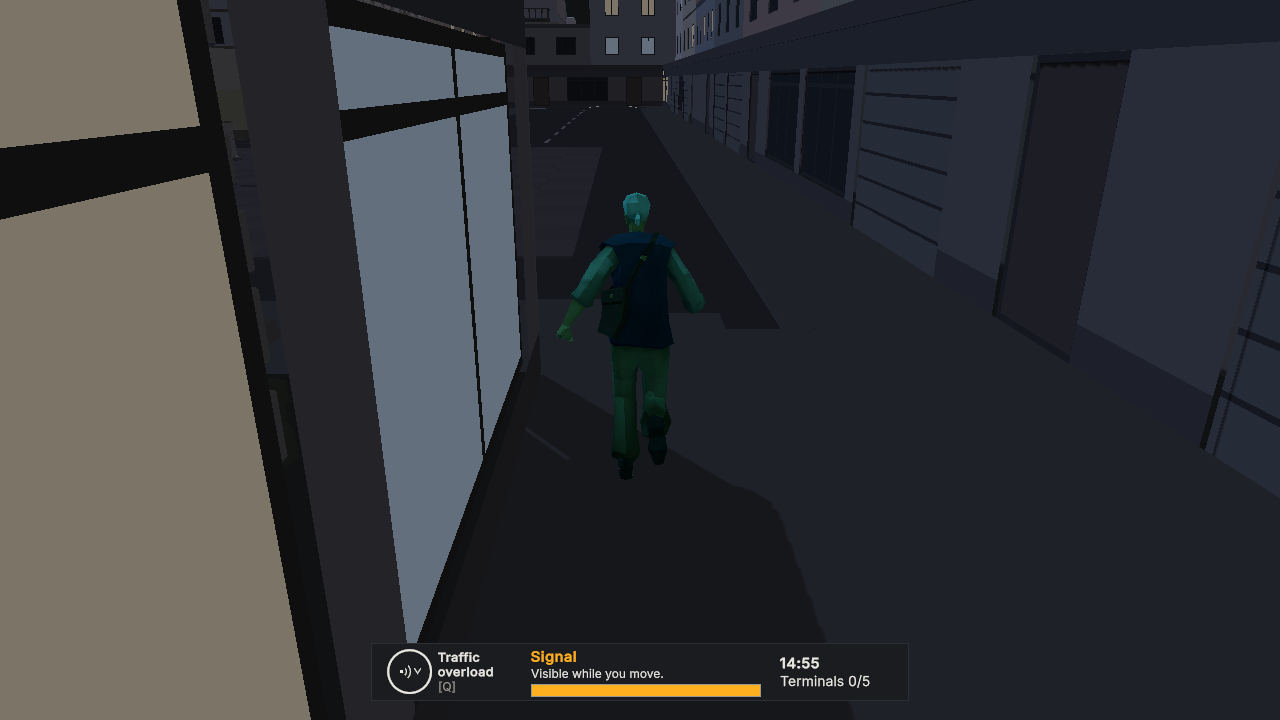 Traffic
overload
[Q]
Signal
Visible while you move.
14:55
Terminals 0/5